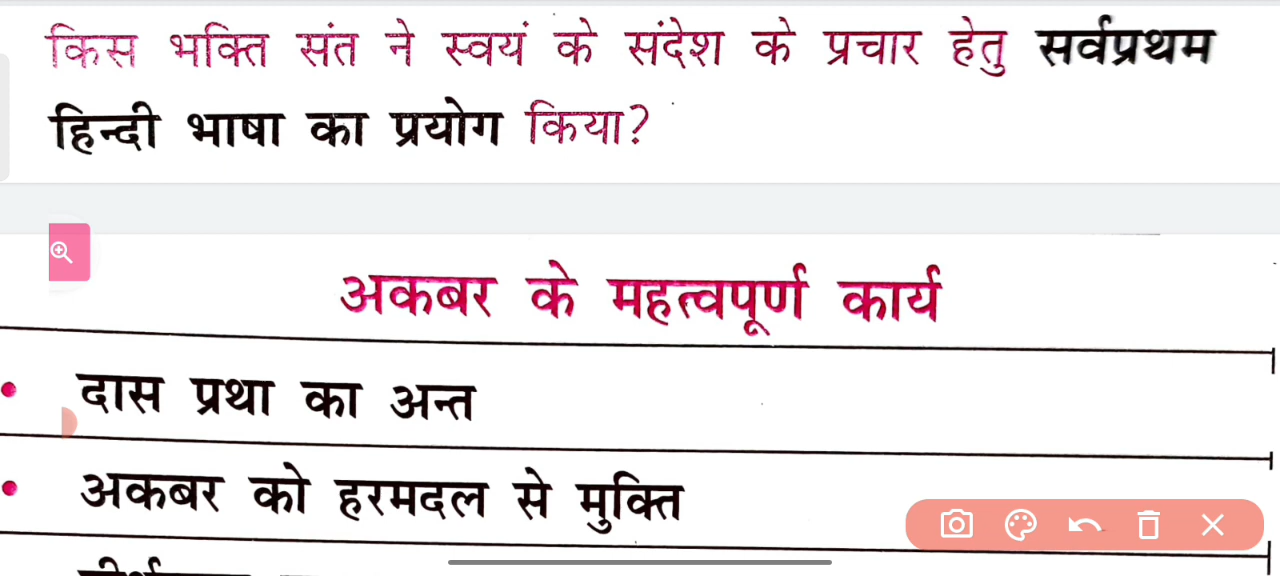 किस भक्ति संत ने स्वयं के संदेश के प्रचार हेतु सर्वप्रथम
हिन्दी भाषा का प्रयोग किया?
अकबर के महत्वपूर्ण कार्य
• दास प्रथा का अन्त
• अकबर को हरमदल से मुक्ति